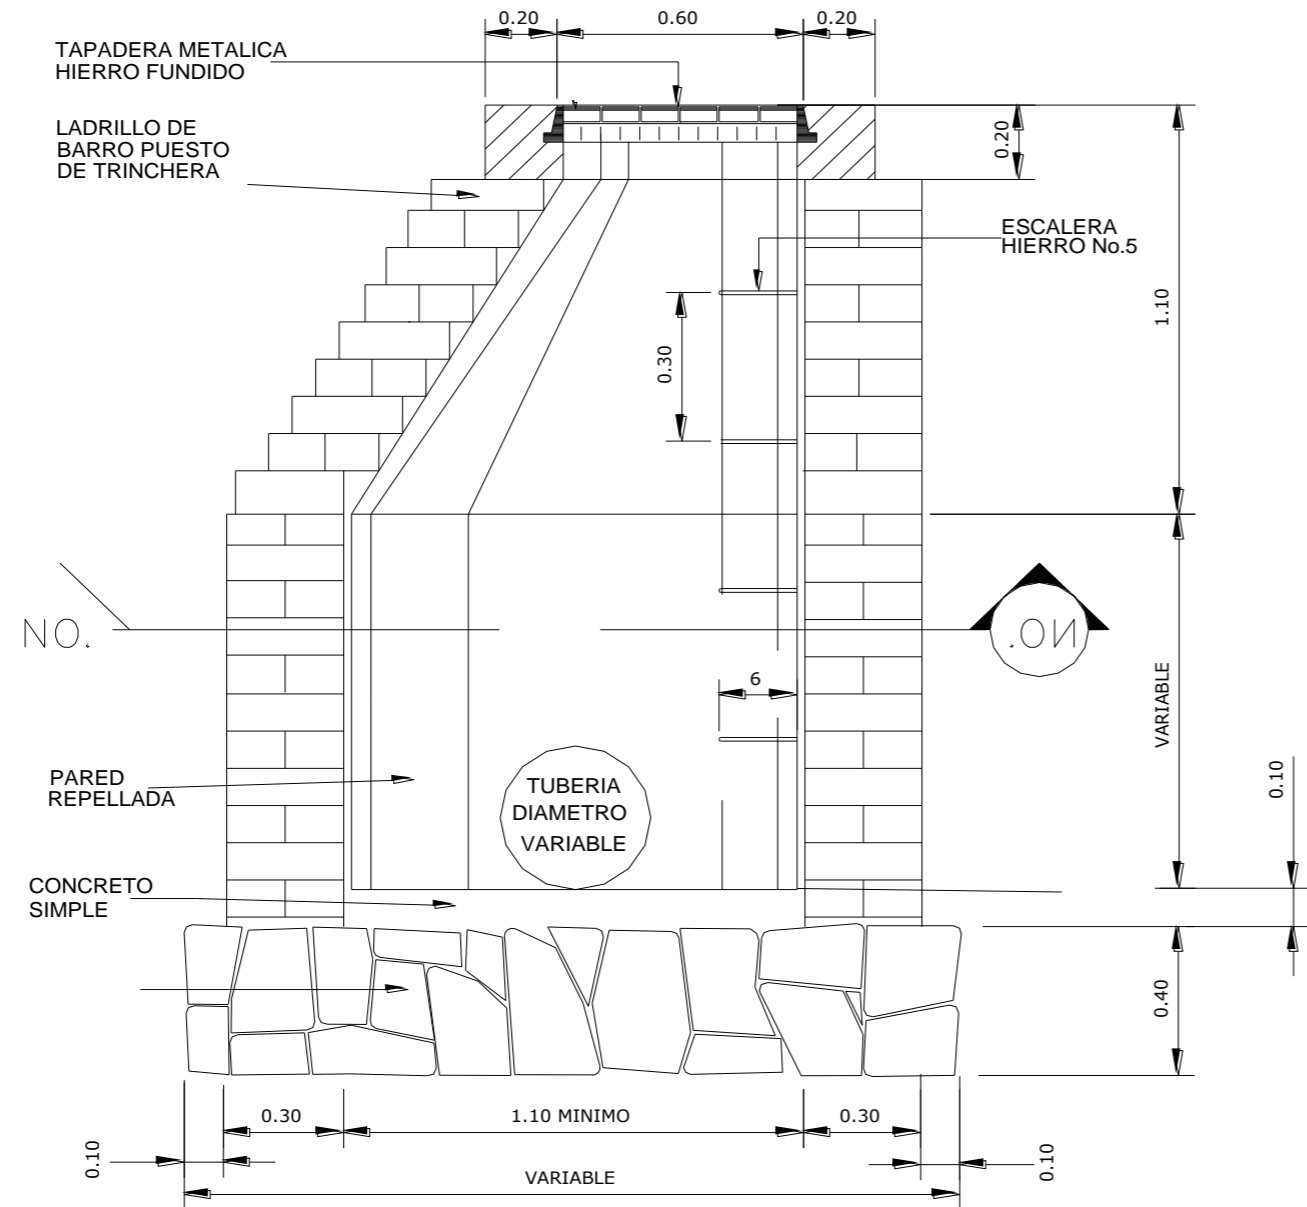 0.20
0.60
0.20
TAPADERA METALICA
HIERRO FUNDIDO
LADRILLO DE
BARRO PUESTO
DE TRINCHERA
0.20
ESCALERA
HIERRO No.5
1.10
0.30
NO.
NO.
6
VARIABLE
PARED
REPELLADA
TUBERIA
DIAMETRO
VARIABLE
0.10
CONCRETO
SIMPLE
0.40
0.30
1.10 MINIMO
0.30
0.10
0.10
VARIABLE